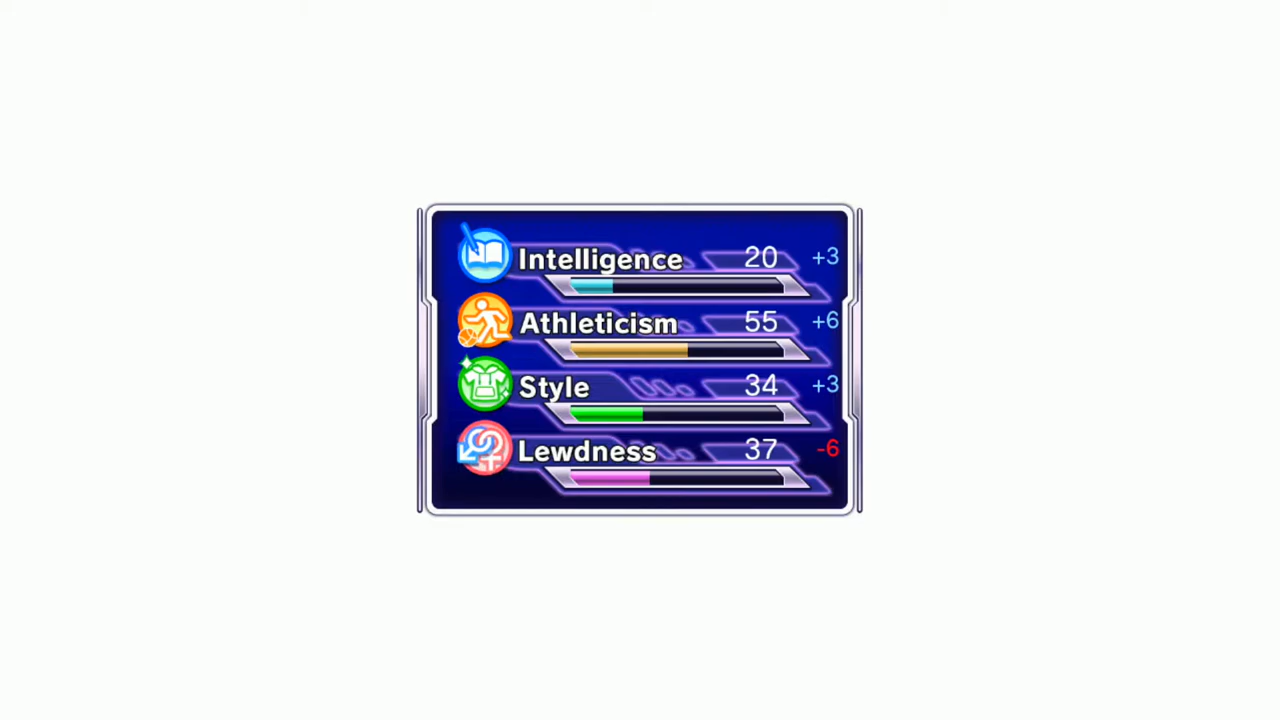 Intelligence 20 +3
Athleticism 55 +6
Style 34 +3
Lewdness 37 -6